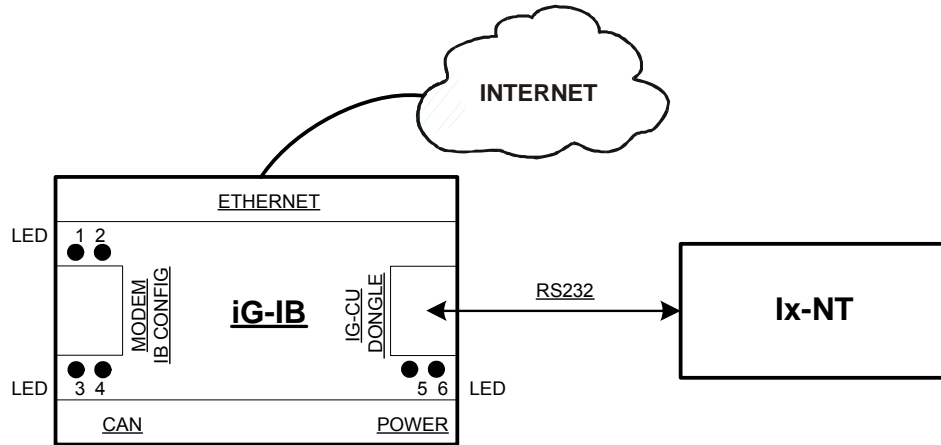 INTERNET
ETHERNET
LED 1 2
MODEM
IB CONFIG
iG-IB
IG-CU
DONGLE
RS232
Ix-NT
LED 3 4
5 6 LED
CAN
POWER